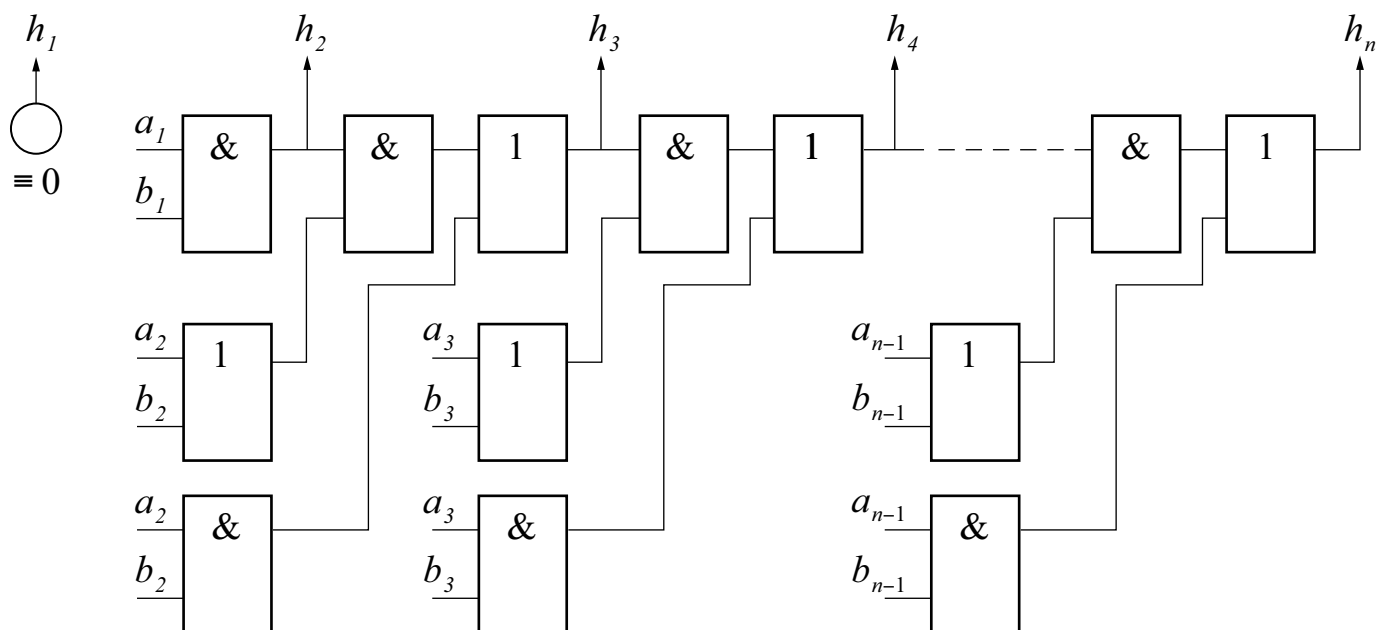 h₁ h₂ h₃ h₄ hₙ
a₁ & & 1 & 1 & 1
≡ 0
b₁
a₂ 1 a₃ 1 aₙ₋₁ 1
b₂ b₃ bₙ₋₁
a₂ & a₃ & aₙ₋₁ &
b₂ b₃ bₙ₋₁